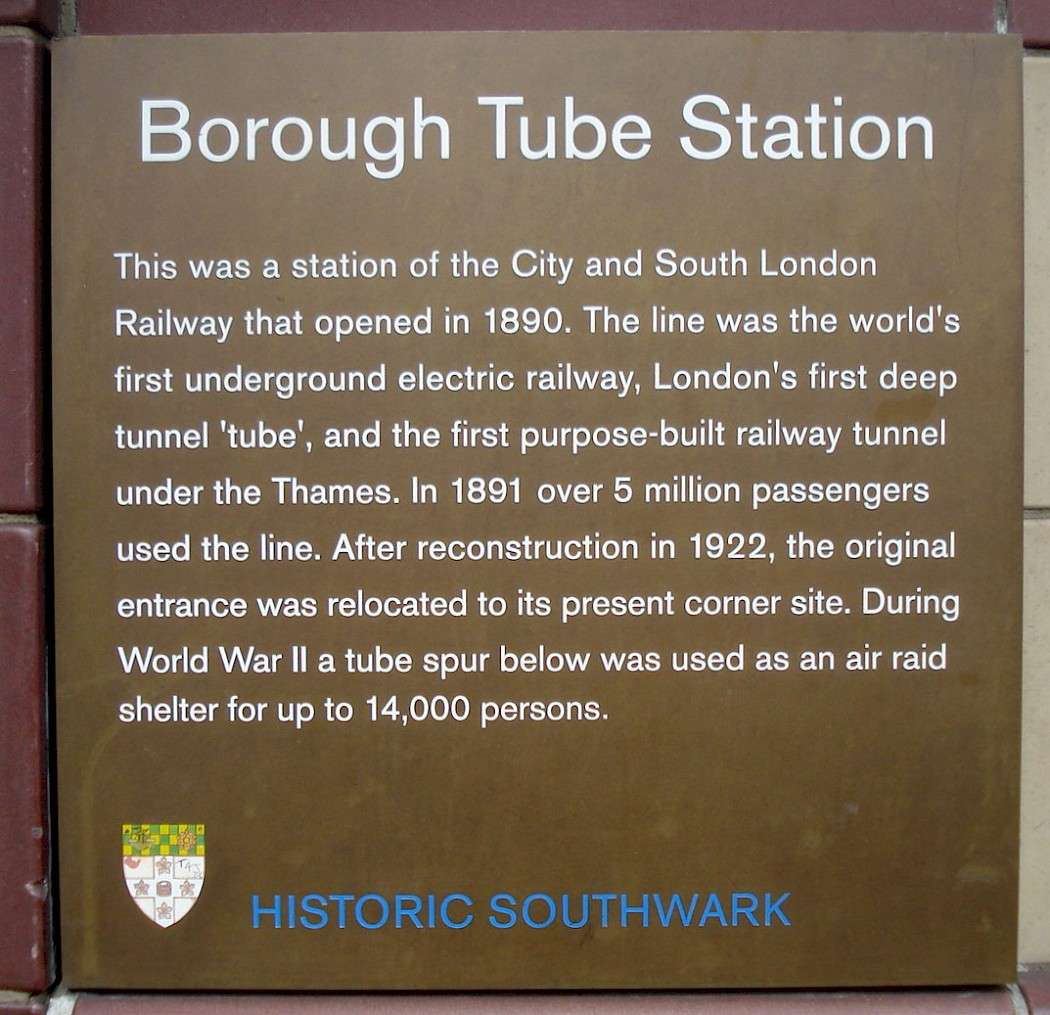 Borough Tube Station
This was a station of the City and South London
Railway that opened in 1890. The line was the world's
first underground electric railway, London's first deep
tunnel 'tube', and the first purpose-built railway tunnel
under the Thames. In 1891 over 5 million passengers
used the line. After reconstruction in 1922, the original
entrance was relocated to its present corner site. During
World War II a tube spur below was used as an air raid
shelter for up to 14,000 persons.
HISTORIC SOUTHWARK